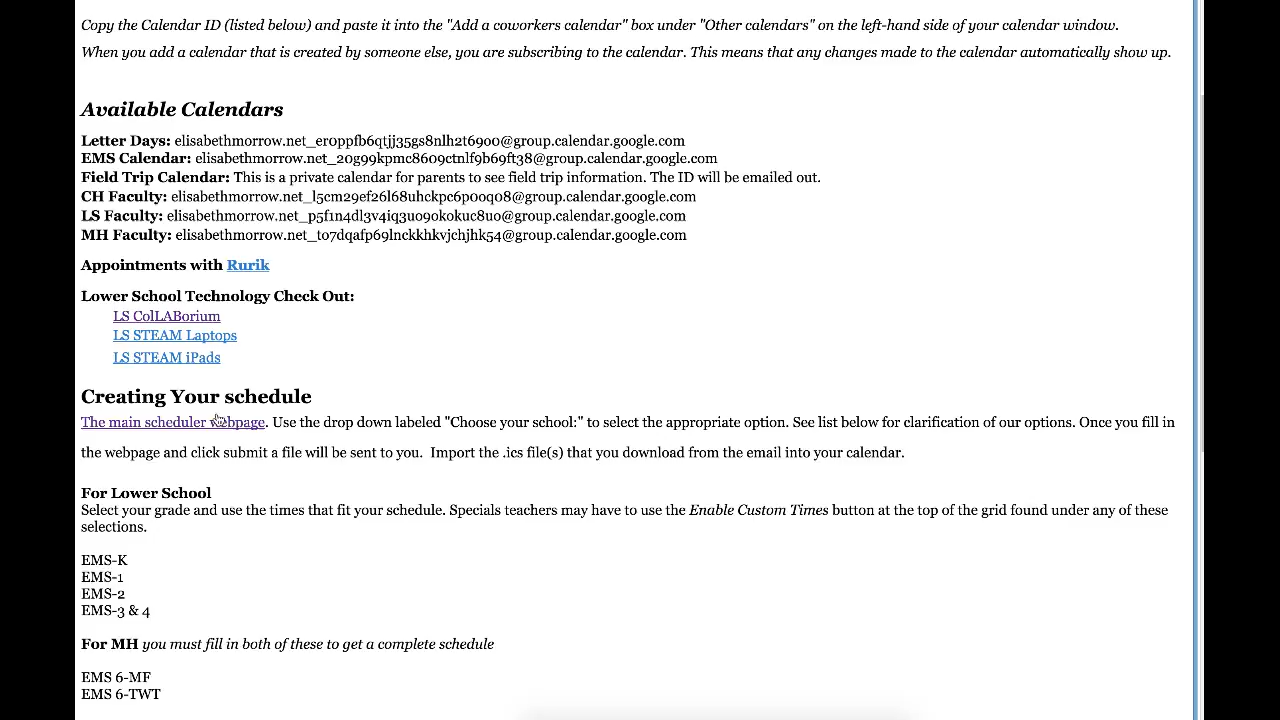 Copy the Calendar ID (listed below) and paste it into the "Add a coworkers calendar" box under "Other calendars" on the left-hand side of your calendar window.
When you add a calendar that is created by someone else, you are subscribing to the calendar. This means that any changes made to the calendar automatically show up.
Available Calendars
Letter Days: elisabethmorrow.net_er0ppfb6qtjj35gs8nlh2t6900@group.calendar.google.com
EMS Calendar: elisabethmorrow.net_20g99kpmc8609ctnlf9b69ft38@group.calendar.google.com
Field Trip Calendar: This is a private calendar for parents to see field trip information. The ID will be emailed out.
CH Faculty: elisabethmorrow.net_l5cm29ef26l68uhckpc6p0oq08@group.calendar.google.com
LS Faculty: elisabethmorrow.net_p5f1n4dl3v4iq3uo9okokuc8uo@group.calendar.google.com
MH Faculty: elisabethmorrow.net_to7dqafp69lnckkhkvjchjhk54@group.calendar.google.com
Appointments with Rurik
Lower School Technology Check Out:
LS ColLABorium
LS STEAM Laptops
LS STEAM iPads
Creating Your schedule
The main scheduler webpage. Use the drop down labeled "Choose your school:" to select the appropriate option. See list below for clarification of our options. Once you fill in
the webpage and click submit a file will be sent to you.  Import the .ics file(s) that you download from the email into your calendar.
For Lower School
Select your grade and use the times that fit your schedule. Specials teachers may have to use the Enable Custom Times button at the top of the grid found under any of these
selections.
EMS-K
EMS-1
EMS-2
EMS-3 & 4
For MH you must fill in both of these to get a complete schedule
EMS 6-MF
EMS 6-TWT